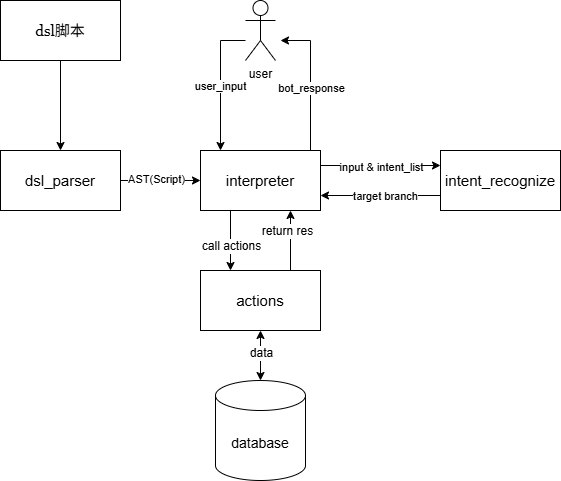 dsl脚本
user
user_input
bot_response
dsl_parser
AST(Script)
interpreter
input & intent_list
target branch
intent_recognize
call actions
return res
actions
data
database